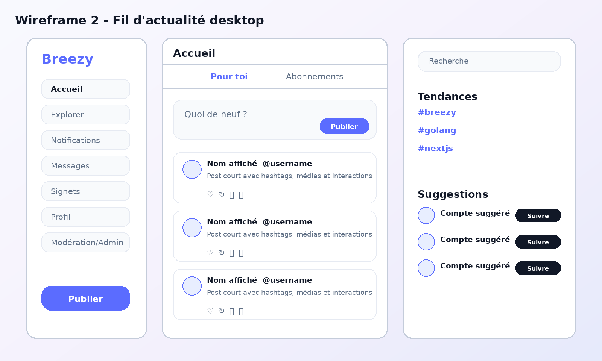 Wireframe 2 - Fil d'actualité desktop
Breezy
Accueil
Explorer
Notifications
Messages
Signets
Profil
Modération/Admin
Publier
Accueil
Pour toi
Abonnements
Quoi de neuf ?
Publier
Nom affiché @username
Post court avec hashtags, médias et interactions
♡ ↻
Nom affiché @username
Post court avec hashtags, médias et interactions
♡ ↻
Nom affiché @username
Post court avec hashtags, médias et interactions
♡ ↻
Recherche
Tendances
#breezy
#golang
#nextjs
Suggestions
Compte suggéré Suivre
Compte suggéré Suivre
Compte suggéré Suivre